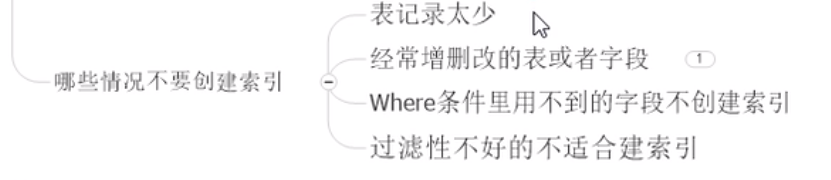 表记录太少
经常增删改的表或者字段 1
哪些情况不要创建索引
Where条件里用不到的字段不创建索引
过滤性不好的不适合建索引